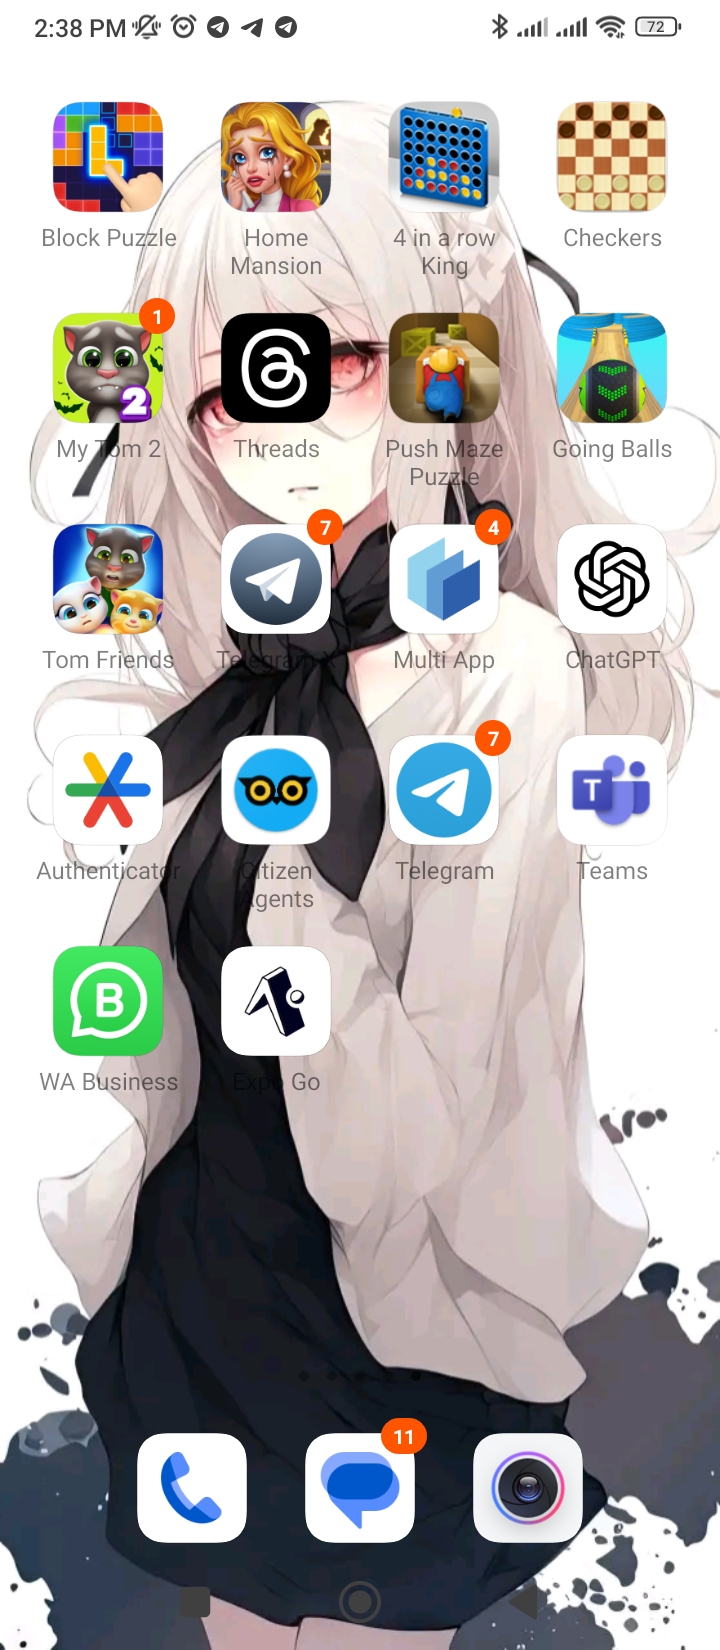 2:38 PM
72
Block Puzzle
Home
Mansion
4 in a row
King
Checkers
1
2
My Tom 2
Threads
Push Maze
Puzzle
Going Balls
7
4
Tom Friends
Telegram X
Multi App
ChatGPT
7
T
Authenticator
Citizen
Agents
Telegram
Teams
B
WA Business
Expo Go
11